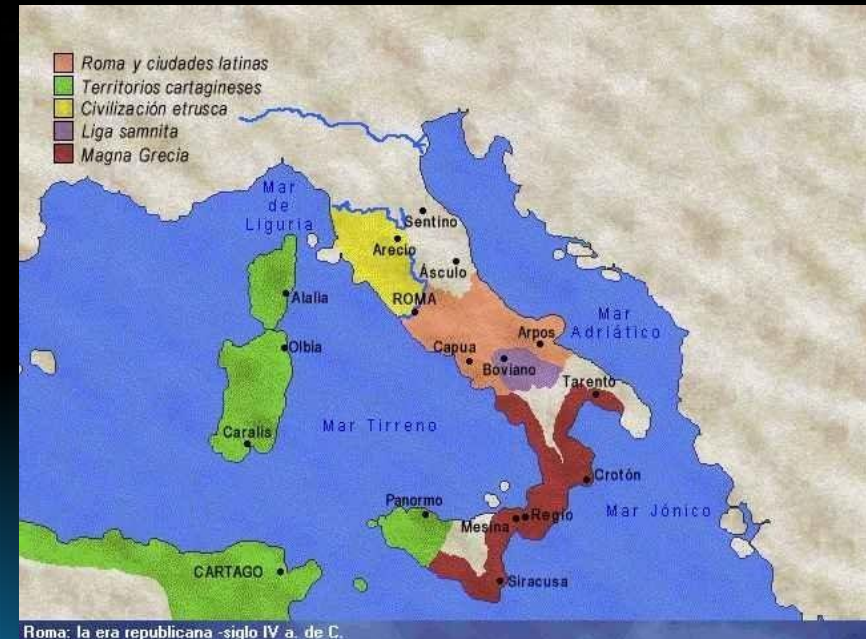 Roma y ciudades latinas
Territorios cartagineses
Civilización etrusca
Liga samnita
Magna Grecia
Mar
de
Liguria
Sentino
Arecio
Ásculo
Alalia
ROMA
Mar
Adriático
Olbia
Capua
Arpos
Boviano
Tarento
Caralis
Mar Tirreno
Crotón
Panormo
Mesina
Regio
Mar Jónico
CARTAGO
Siracusa
Roma: la era republicana -siglo IV a. de C.